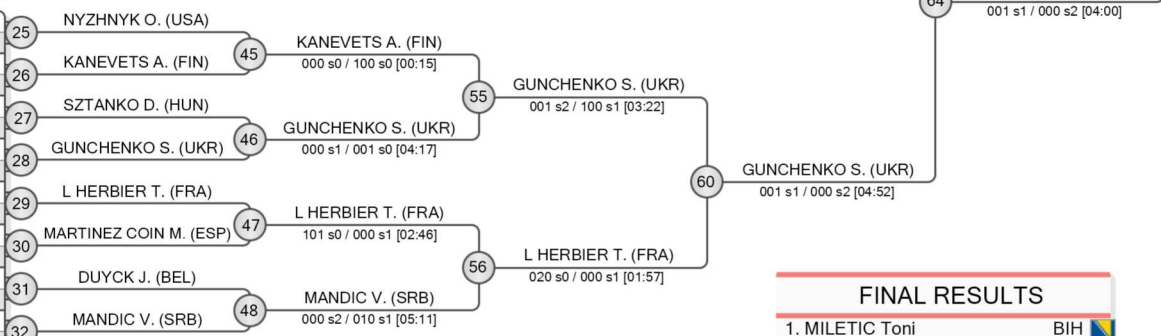 64
001 s1 / 000 s2 [04:00]
25
NYZHNYK O. (USA)
45
KANEVETS A. (FIN)
000 s0 / 100 s0 [00:15]
26
KANEVETS A. (FIN)
55
GUNCHENKO S. (UKR)
001 s2 / 100 s1 [03:22]
27
SZTANKO D. (HUN)
46
GUNCHENKO S. (UKR)
000 s1 / 001 s0 [04:17]
28
GUNCHENKO S. (UKR)
60
GUNCHENKO S. (UKR)
001 s1 / 000 s2 [04:52]
29
L HERBIER T. (FRA)
47
L HERBIER T. (FRA)
101 s0 / 000 s1 [02:46]
30
MARTINEZ COIN M. (ESP)
56
L HERBIER T. (FRA)
020 s0 / 000 s1 [01:57]
31
DUYCK J. (BEL)
48
MANDIC V. (SRB)
000 s2 / 010 s1 [05:11]
32
MANDIC V. (SRB)
FINAL RESULTS
1. MILETIC Toni BIH